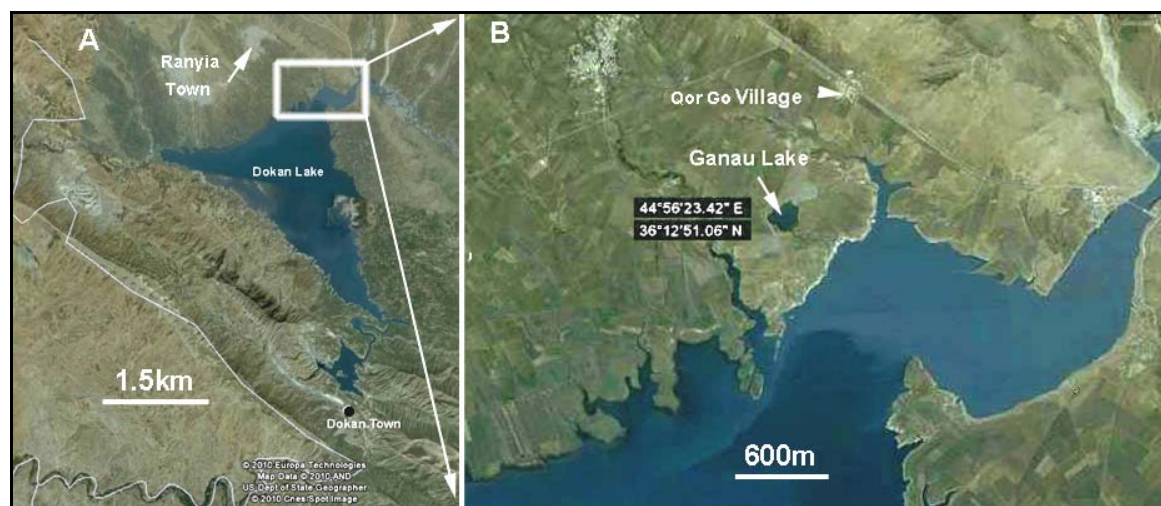 A
Ranyia
Town
Dokan Lake
1.5km
Dokan Town
© 2010 Europa Technologies
Map Data © 2010 AND
US Dept of State Geographer
© 2010 Cnes/Spot Image
B
Qor Go Village
Ganau Lake
44°56'23.42" E
36°12'51.06" N
600m